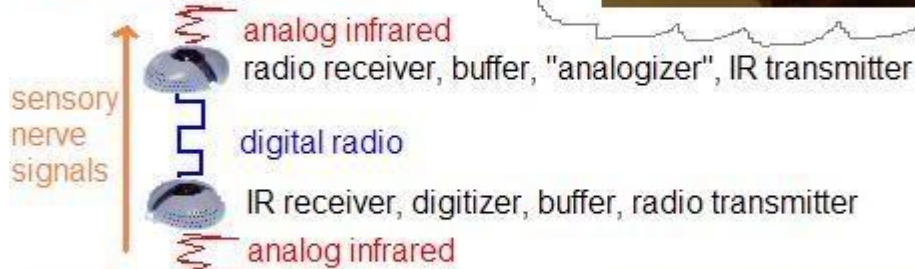 analog infrared
radio receiver, buffer, "analogizer", IR transmitter
sensory
nerve
signals
digital radio
IR receiver, digitizer, buffer, radio transmitter
analog infrared